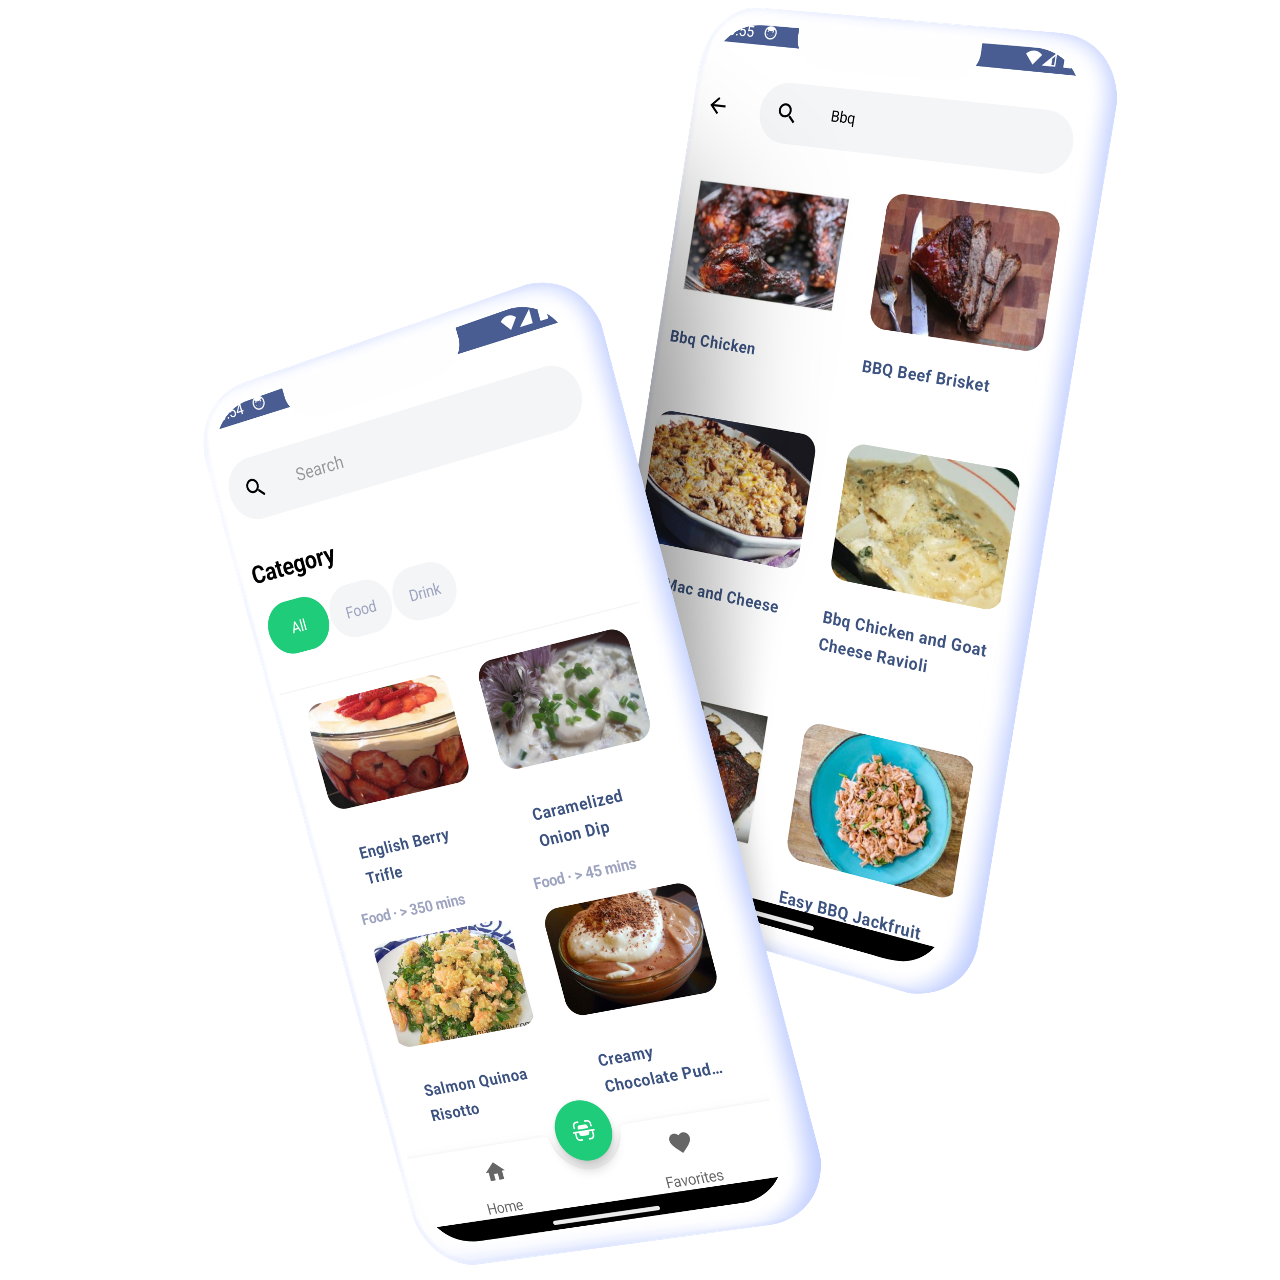 :54
Search
Category
All
Food
Drink
English Berry
Trifle
Food · > 350 mins
Caramelized
Onion Dip
Food · > 45 mins
Salmon Quinoa
Risotto
Creamy
Chocolate Pud...
Home
Favorites
:55
Bbq
Bbq Chicken
BBQ Beef Brisket
Mac and Cheese
Bbq Chicken and Goat
Cheese Ravioli
Easy BBQ Jackfruit